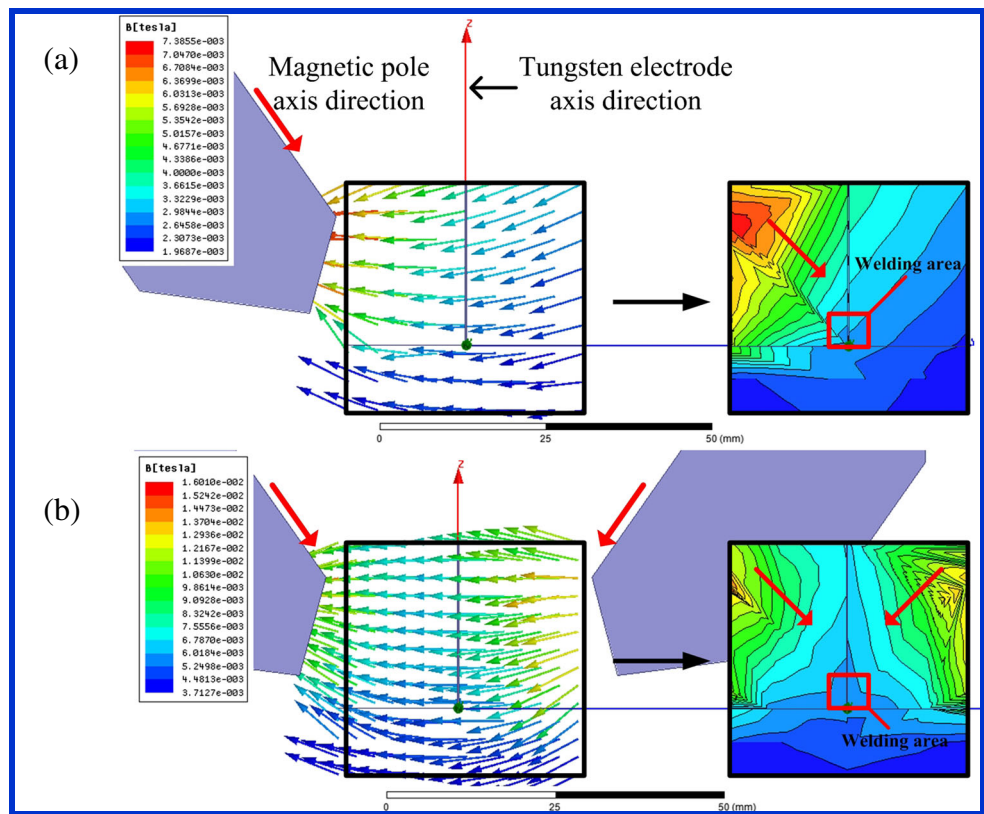 (a)
B[tesla]
7.3855e-003
7.0470e-003
6.7084e-003
6.3699e-003
6.0313e-003
5.6928e-003
5.3542e-003
5.0157e-003
4.6771e-003
4.3386e-003
4.0000e-003
3.6615e-003
3.3229e-003
2.9844e-003
2.6458e-003
2.3073e-003
1.9687e-003
Magnetic pole
axis direction
z
Tungsten electrode
axis direction
Welding area
0
25
50 (mm)
(b)
B[tesla]
1.6010e-002
1.5242e-002
1.4473e-002
1.3704e-002
1.2936e-002
1.2167e-002
1.1399e-002
1.0630e-002
9.8614e-003
9.0928e-003
8.3242e-003
7.5556e-003
6.7870e-003
6.0184e-003
5.2498e-003
4.4813e-003
3.7127e-003
z
Welding area
0
25
50 (mm)